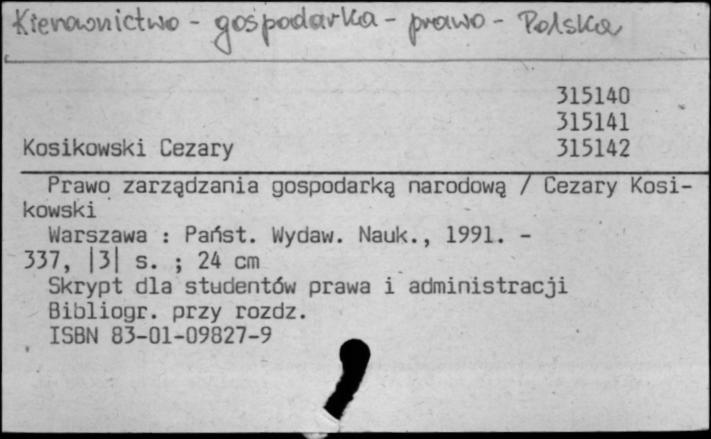 Kierownictwo - gospodarka - prawo - Polska
315140
315141
Kosikowski Cezary 315142
Prawo zarządzania gospodarką narodową / Cezary Kosi-
kowski
Warszawa : Państ. Wydaw. Nauk., 1991. -
337, |3| s. ; 24 cm
Skrypt dla studentów prawa i administracji
Bibliogr. przy rozdz.
ISBN 83-01-09827-9